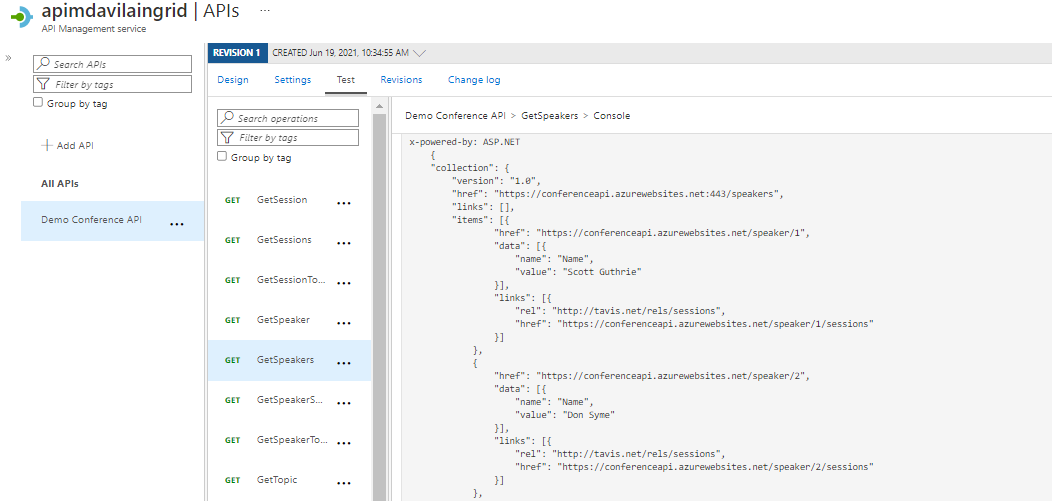 apimdavilaingrid | APIs ...
API Management service
»
Search APIs
Filter by tags
Group by tag
+ Add API
All APIs
Demo Conference API ...
REVISION 1 CREATED Jun 19, 2021, 10:34:55 AM
Design Settings Test Revisions Change log
Search operations
Filter by tags
Group by tag
GET GetSession ...
GET GetSessions ...
GET GetSessionTo... ...
GET GetSpeaker ...
GET GetSpeakers ...
GET GetSpeakerS... ...
GET GetSpeakerTo... ...
GET GetTopic ...
Demo Conference API > GetSpeakers > Console
x-powered-by: ASP.NET
{
"collection": {
"version": "1.0",
"href": "https://conferenceapi.azurewebsites.net:443/speakers",
"links": [],
"items": [{
"href": "https://conferenceapi.azurewebsites.net/speaker/1",
"data": [{
"name": "Name",
"value": "Scott Guthrie"
}],
"links": [{
"rel": "http://tavis.net/rels/sessions",
"href": "https://conferenceapi.azurewebsites.net/speaker/1/sessions"
}]
},
{
"href": "https://conferenceapi.azurewebsites.net/speaker/2",
"data": [{
"name": "Name",
"value": "Don Syme"
}],
"links": [{
"rel": "http://tavis.net/rels/sessions",
"href": "https://conferenceapi.azurewebsites.net/speaker/2/sessions"
}]
},